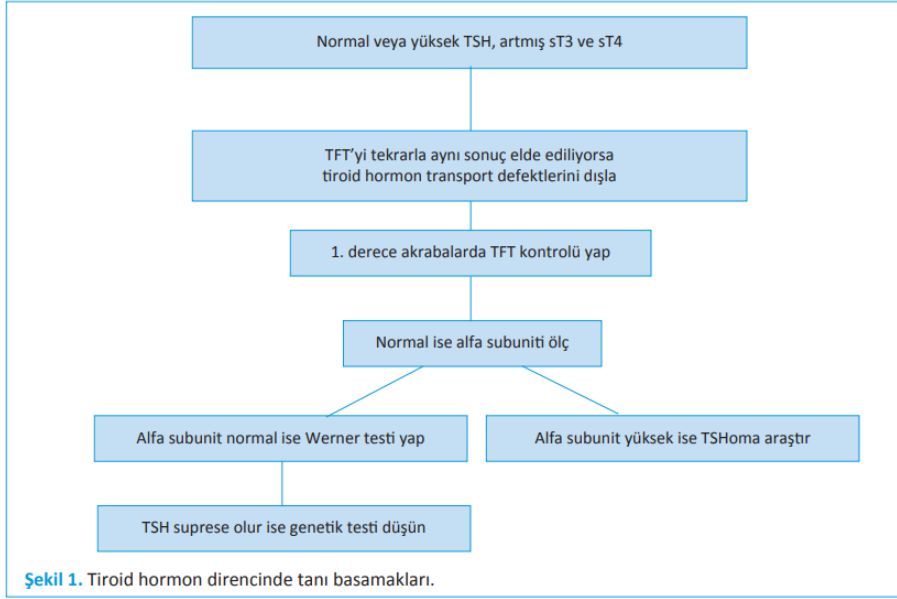 Normal veya yüksek TSH, artmış sT3 ve sT4
TFT’yi tekrarla aynı sonuç elde ediliyorsa
tiroid hormon transport defektlerini dışla
1. derece akrabalarda TFT kontrolü yap
Normal ise alfa subuniti ölç
Alfa subunit normal ise Werner testi yap
Alfa subunit yüksek ise TSHoma araştır
TSH suprese olur ise genetik testi düşün
Şekil 1. Tiroid hormon direncinde tanı basamakları.